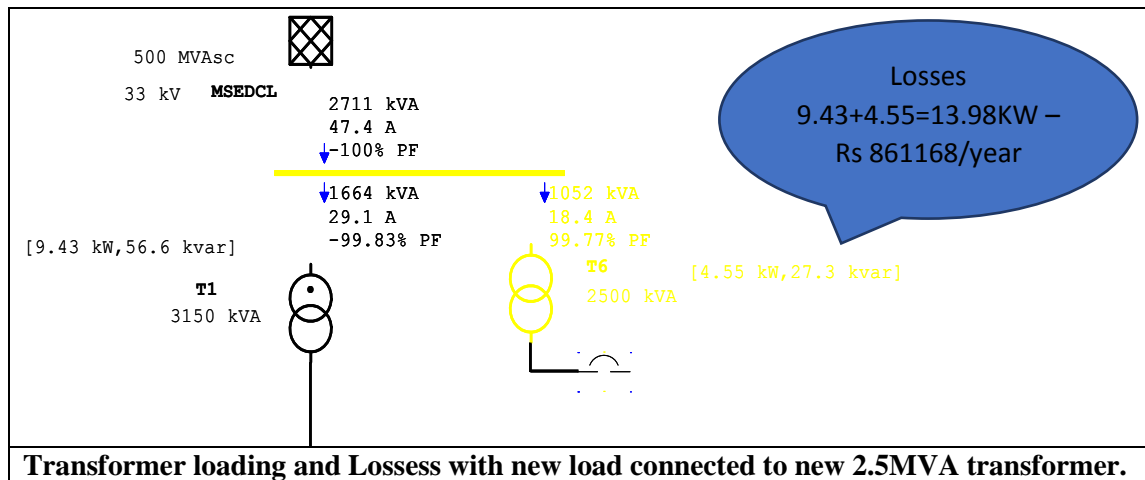 500 MVAsc
33 kV MSEDCL
2711 kVA
47.4 A
-100% PF
Losses
9.43+4.55=13.98KW –
Rs 861168/year
1664 kVA
29.1 A
-99.83% PF
[9.43 kW,56.6 kvar]
T1
3150 kVA
1052 kVA
18.4 A
99.77% PF
T6
2500 kVA
[4.55 kW,27.3 kvar]
Transformer loading and Lossess with new load connected to new 2.5MVA transformer.